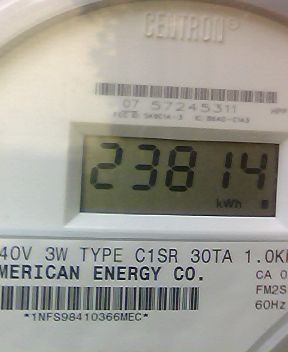 CENTRON®
07 57245311
23814
kWh
40V 3W TYPE C1SR 30TA 1.0K
MERICAN ENERGY CO.
CA 0
FM2S
60Hz
*1NFS98410366MEC*